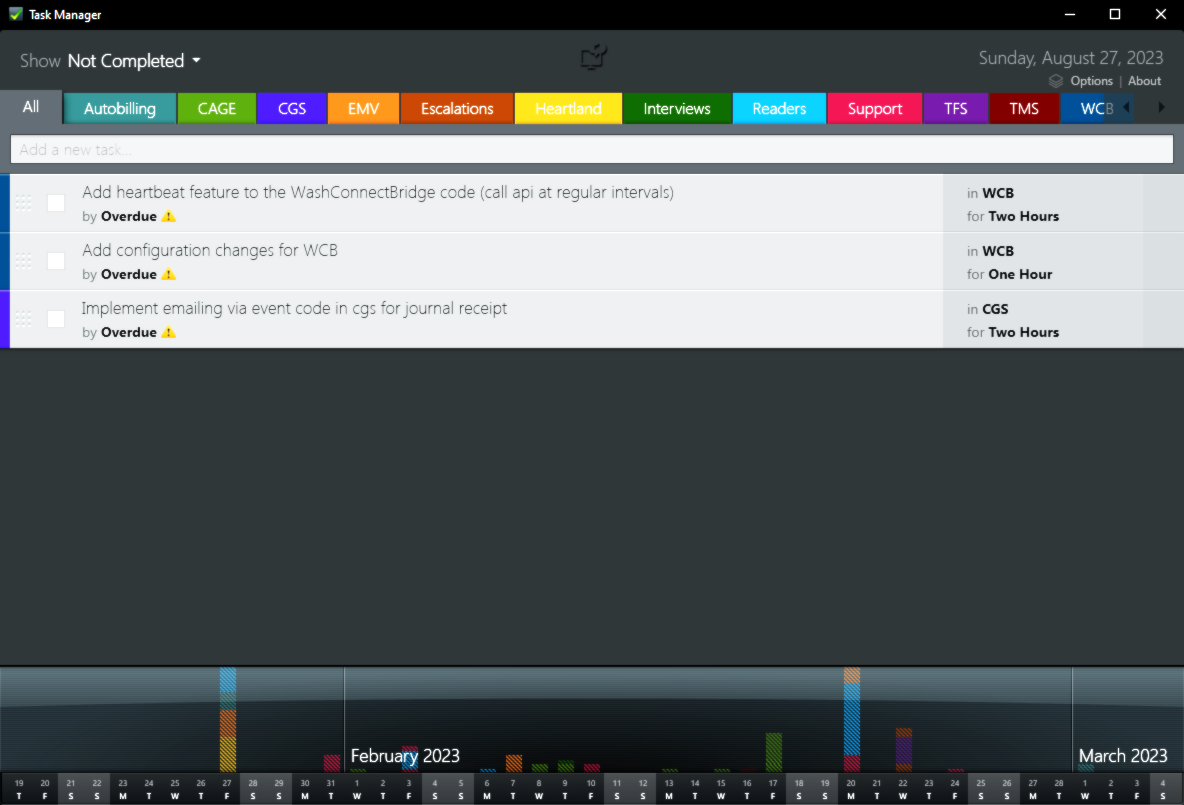 Task Manager
Show Not Completed
Sunday, August 27, 2023
Options | About
All Autobilling CAGE CGS EMV Escalations Heartland Interviews Readers Support TFS TMS WCB
Add a new task...
Add heartbeat feature to the WashConnectBridge code (call api at regular intervals)
in WCB
by Overdue
for Two Hours
Add configuration changes for WCB
in WCB
by Overdue
for One Hour
Implement emailing via event code in cgs for journal receipt
in CGS
by Overdue
for Two Hours
February 2023
March 2023
19 20 21 22 23 24 25 26 27 28 29 30 31 1 2 3 4 5 6 7 8 9 10 11 12 13 14 15 16 17 18 19 20 21 22 23 24 25 26 27 28 1 2 3 4
T F S S M T W T F S S M T W T F S S M T W T F S S M T W T F S S M T W T F S S M T W T F S